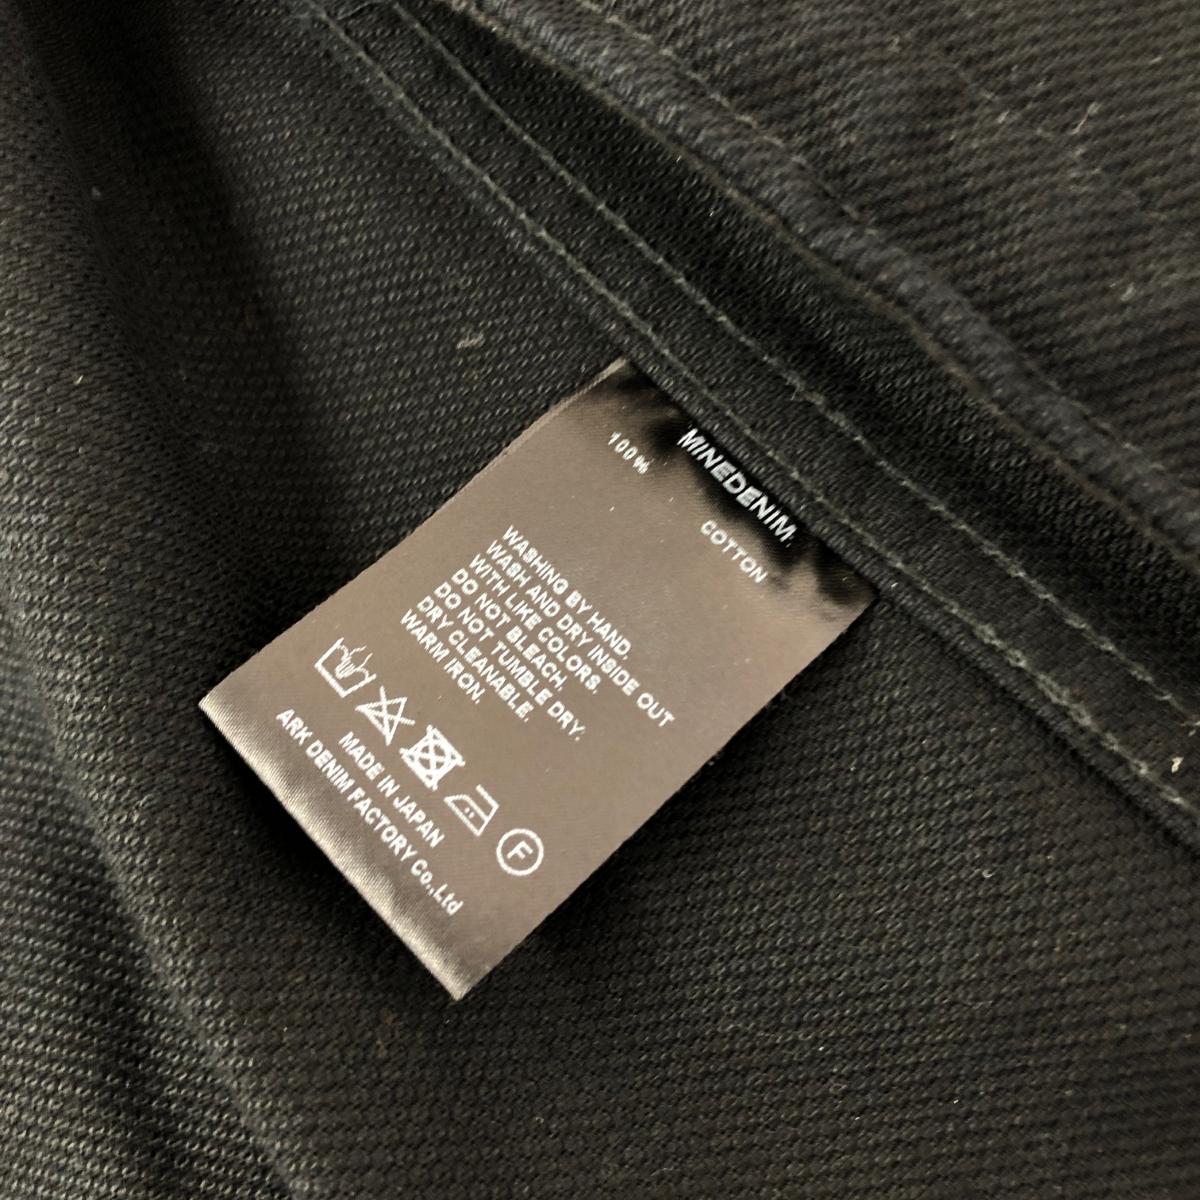 MINEDENIM
100% COTTON
WASHING BY HAND.
WASH AND DRY INSIDE OUT
WITH LIKE COLORS.
DO NOT BLEACH.
DO NOT TUMBLE DRY.
DRY CLEANABLE.
WARM IRON.
F
MADE IN JAPAN
ARK DENIM FACTORY Co.,Ltd